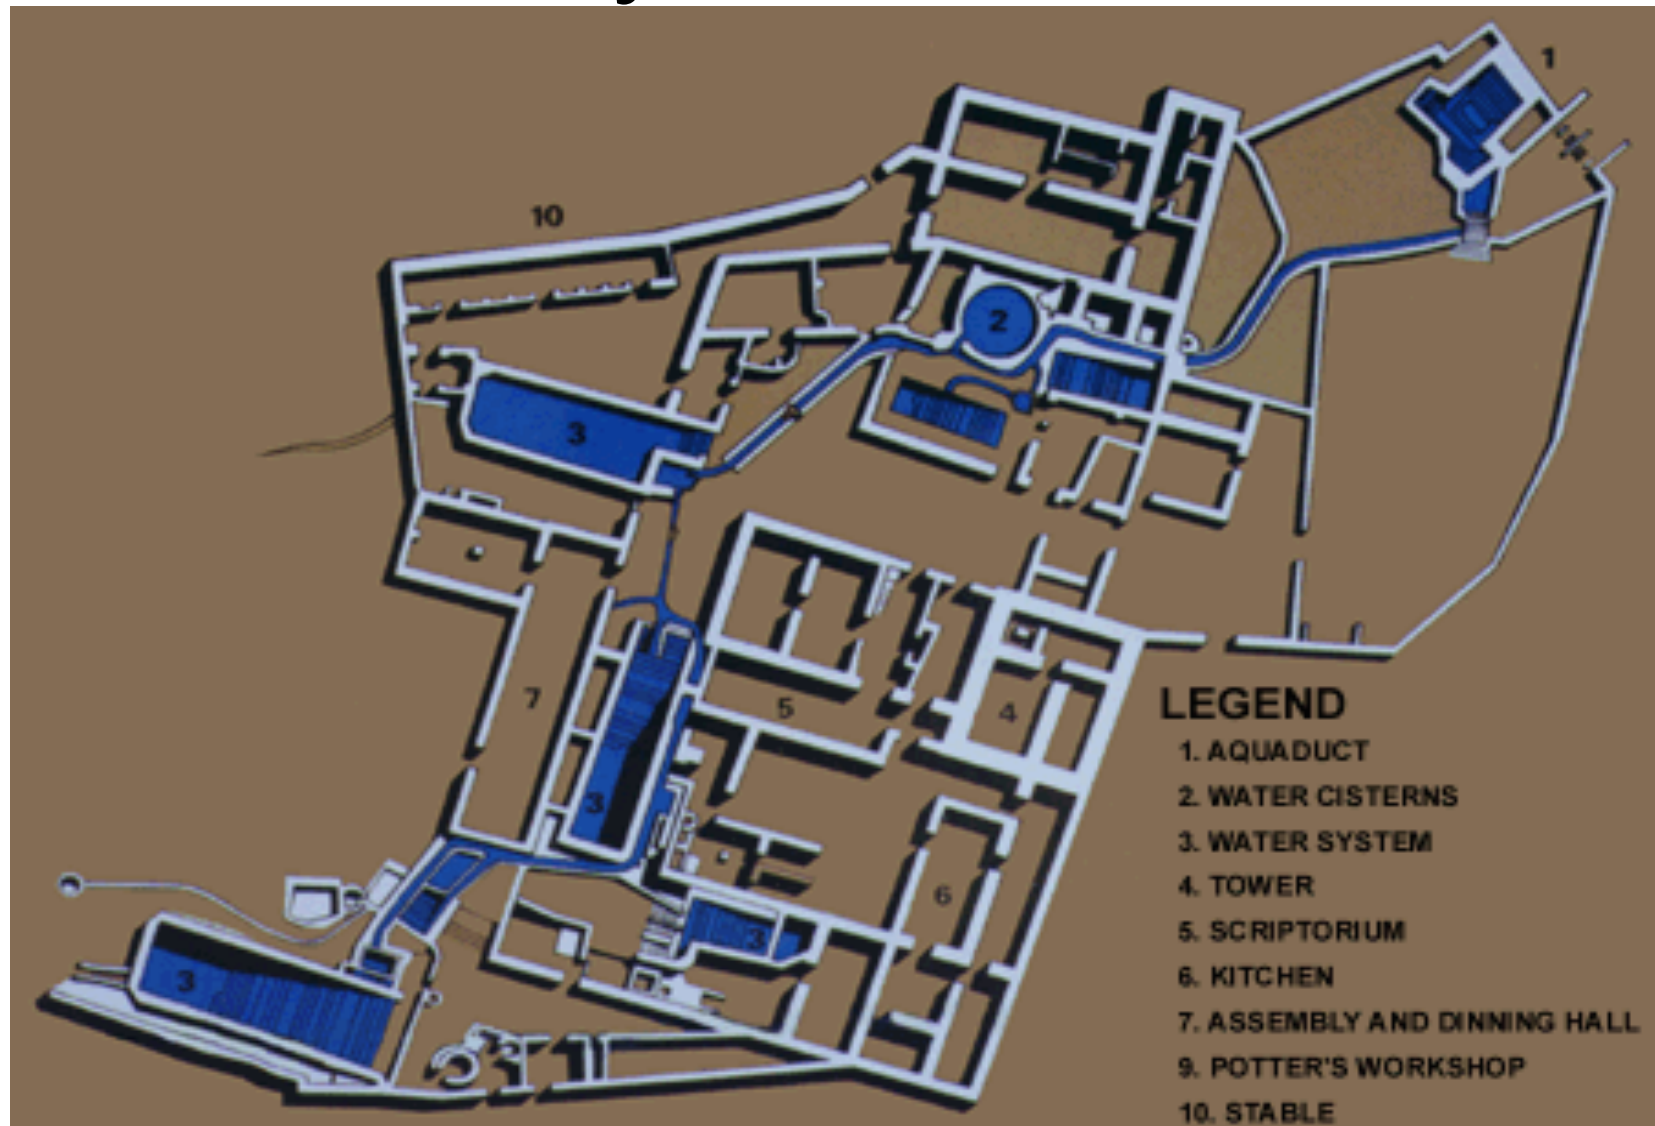 1
10
2
3
7
5
4
3
6
3
3
LEGEND
1. AQUADUCT
2. WATER CISTERNS
3. WATER SYSTEM
4. TOWER
5. SCRIPTORIUM
6. KITCHEN
7. ASSEMBLY AND DINNING HALL
9. POTTER'S WORKSHOP
10. STABLE